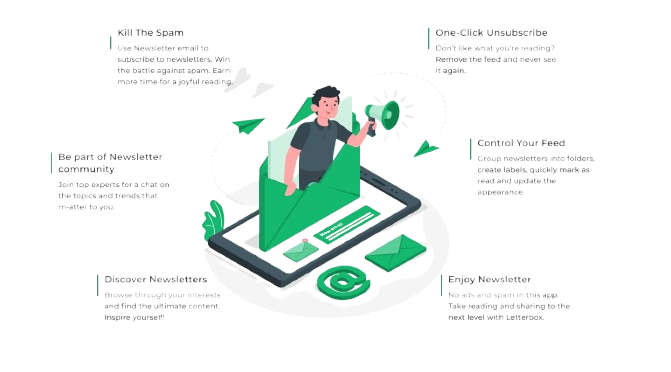 Kill The Spam
Use Newsletter email to
subscribe to newsletters. Win
the battle against spam. Earn
more time for a joyful reading.
One-Click Unsubscribe
Don't like what you're reading?
Remove the feed and never see
it again.
Be part of Newsletter
community
Join top experts for a chat on
the topics and trends that
m-atter to you.
Control Your Feed
Group newsletters into folders,
create labels, quickly mark as
read and update the
appearance.
Discover Newsletters
Browse through your interests
and find the ultimate content.
Inspire yourself!
Enjoy Newsletter
No ads and spam in this app.
Take reading and sharing to the
next level with Letterbox.
New email
@